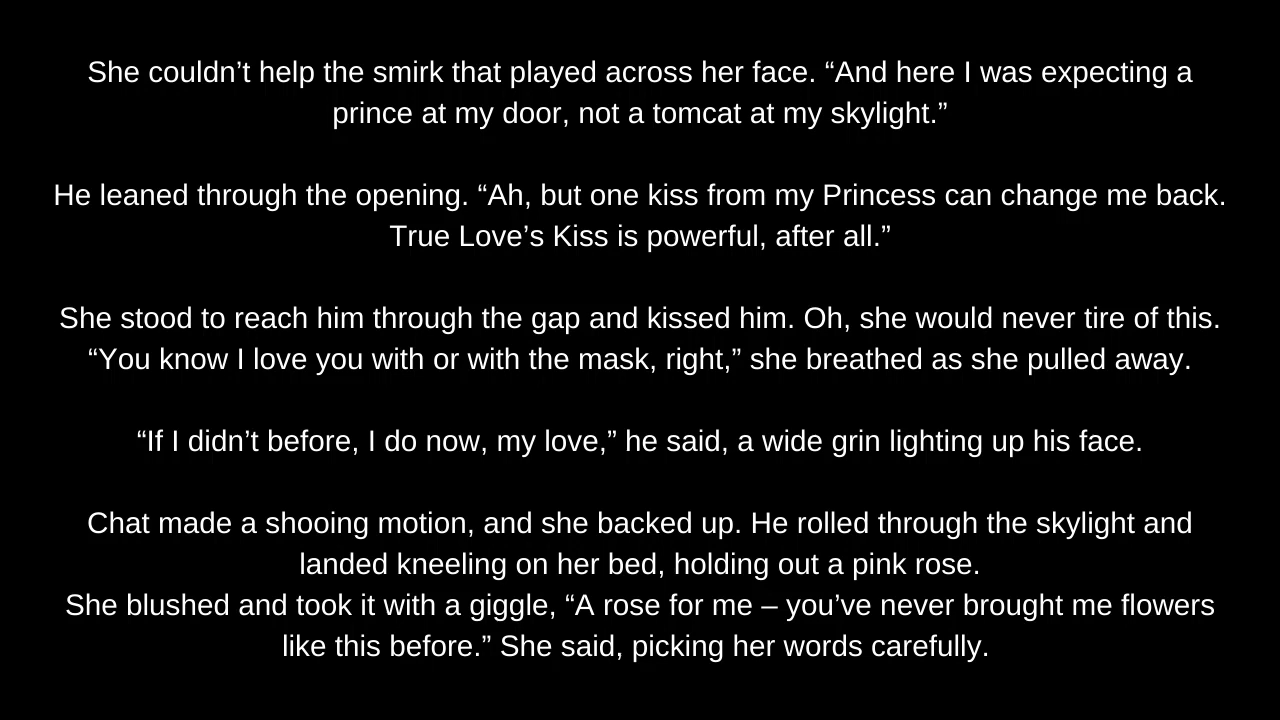 She couldn’t help the smirk that played across her face. “And here I was expecting a
prince at my door, not a tomcat at my skylight.”
He leaned through the opening. “Ah, but one kiss from my Princess can change me back.
True Love’s Kiss is powerful, after all.”
She stood to reach him through the gap and kissed him. Oh, she would never tire of this.
“You know I love you with or with the mask, right,” she breathed as she pulled away.
“If I didn’t before, I do now, my love,” he said, a wide grin lighting up his face.
Chat made a shooing motion, and she backed up. He rolled through the skylight and
landed kneeling on her bed, holding out a pink rose.
She blushed and took it with a giggle, “A rose for me – you’ve never brought me flowers
like this before.” She said, picking her words carefully.